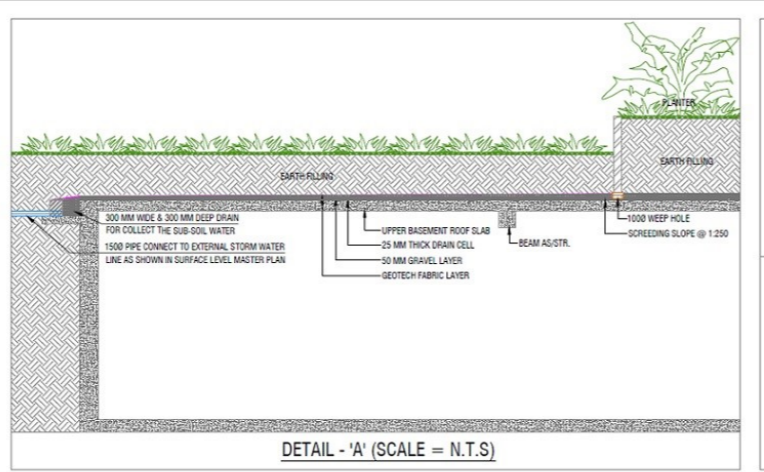 PLANTER
EARTH FILLING
EARTH FILLING
300 MM WIDE & 300 MM DEEP DRAIN
FOR COLLECT THE SUB-SOIL WATER
150Ø PIPE CONNECT TO EXTERNAL STORM WATER
LINE AS SHOWN IN SURFACE LEVEL MASTER PLAN
UPPER BASEMENT ROOF SLAB
25 MM THICK DRAIN CELL
50 MM GRAVEL LAYER
GEOTECH FABRIC LAYER
BEAM AS/STR.
100Ø WEEP HOLE
SCREEDING SLOPE @ 1:250
DETAIL - 'A' (SCALE = N.T.S)